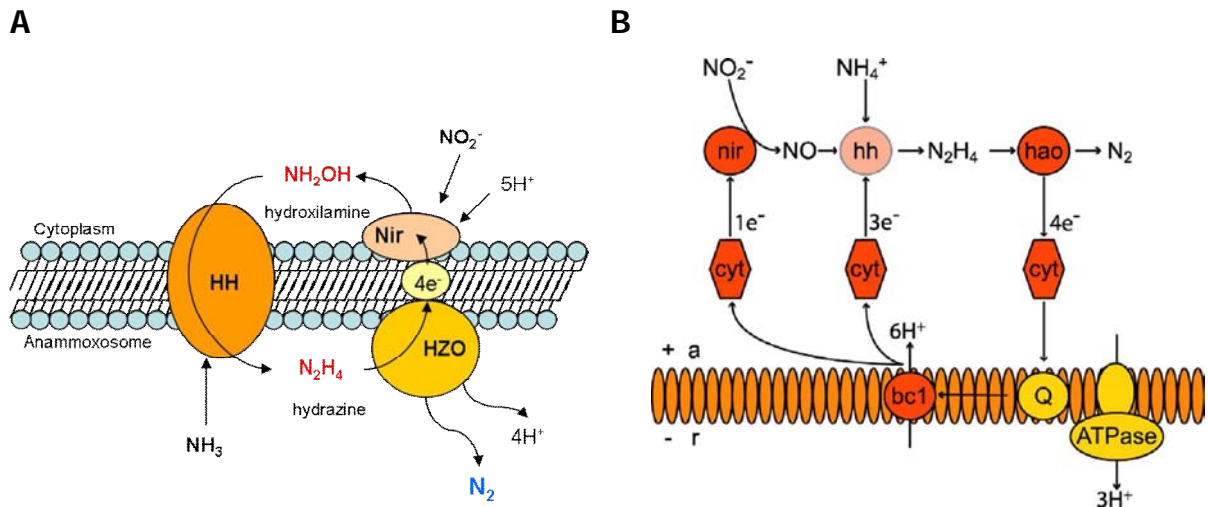 A
NO₂⁻
NH₂OH
5H⁺
hydroxilamine
Cytoplasm
Nir
HH
4e⁻
Anammoxosome
HZO
N₂H₄
hydrazine
NH₃
4H⁺
N₂
B
NO₂⁻ NH₄⁺
nir NO hh N₂H₄ hao N₂
1e⁻ 3e⁻ 4e⁻
cyt cyt cyt
6H⁺
+ a
bc1 Q
- r
ATPase
3H⁺